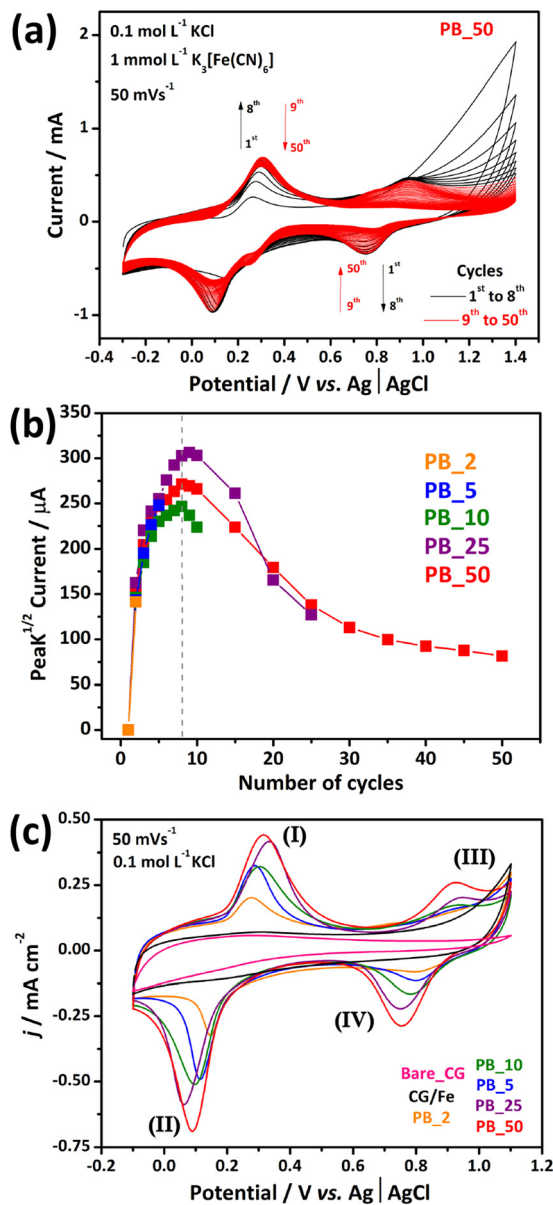 (a)
0.1 mol L⁻¹ KCl
PB_50
1 mmol L⁻¹ K₃[Fe(CN)₆]
50 mVs⁻¹
8ᵗʰ
9ᵗʰ
1ˢᵗ
50ᵗʰ
50ᵗʰ
1ˢᵗ
9ᵗʰ
8ᵗʰ
Cycles
1ˢᵗ to 8ᵗʰ
9ᵗʰ to 50ᵗʰ
2
1
0
-1
Current / mA
-0.4 -0.2 0.0 0.2 0.4 0.6 0.8 1.0 1.2 1.4
Potential / V vs. Ag|AgCl
(b)
350
300
250
200
150
100
50
0
PeaK¹ᐟ² Current / µA
PB_2
PB_5
PB_10
PB_25
PB_50
0 10 20 30 40 50
Number of cycles
(c)
50 mVs⁻¹
0.1 mol L⁻¹ KCl
(I)
(III)
(IV)
(II)
Bare_CG
CG/Fe
PB_2
PB_10
PB_5
PB_25
PB_50
0.50
0.25
0.00
-0.25
-0.50
-0.75
j / mA cm⁻²
-0.2 0.0 0.2 0.4 0.6 0.8 1.0 1.2
Potential / V vs. Ag|AgCl